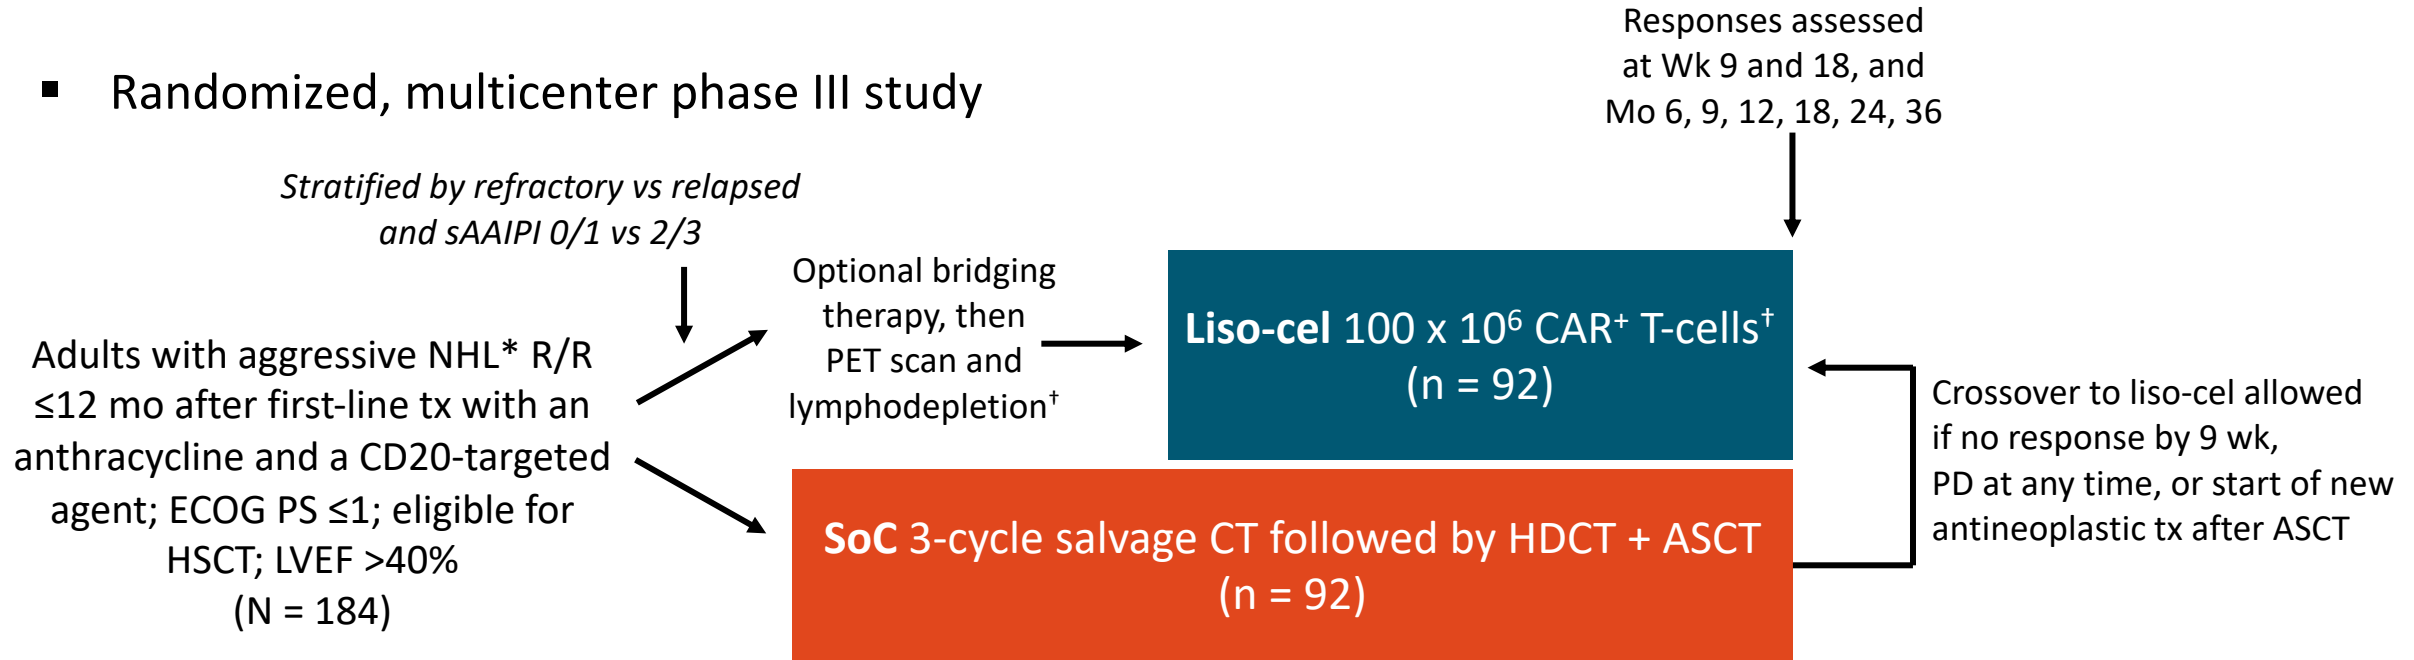 ▪ Randomized, multicenter phase III study
Responses assessed
at Wk 9 and 18, and
Mo 6, 9, 12, 18, 24, 36
Stratified by refractory vs relapsed
and sAAIPI 0/1 vs 2/3
Adults with aggressive NHL* R/R
≤12 mo after first-line tx with an
anthracycline and a CD20-targeted
agent; ECOG PS ≤1; eligible for
HSCT; LVEF >40%
(N = 184)
Optional bridging
therapy, then
PET scan and
lymphodepletion†
Liso-cel 100 x 10⁶ CAR⁺ T-cells†
(n = 92)
SoC 3-cycle salvage CT followed by HDCT + ASCT
(n = 92)
Crossover to liso-cel allowed
if no response by 9 wk,
PD at any time, or start of new
antineoplastic tx after ASCT